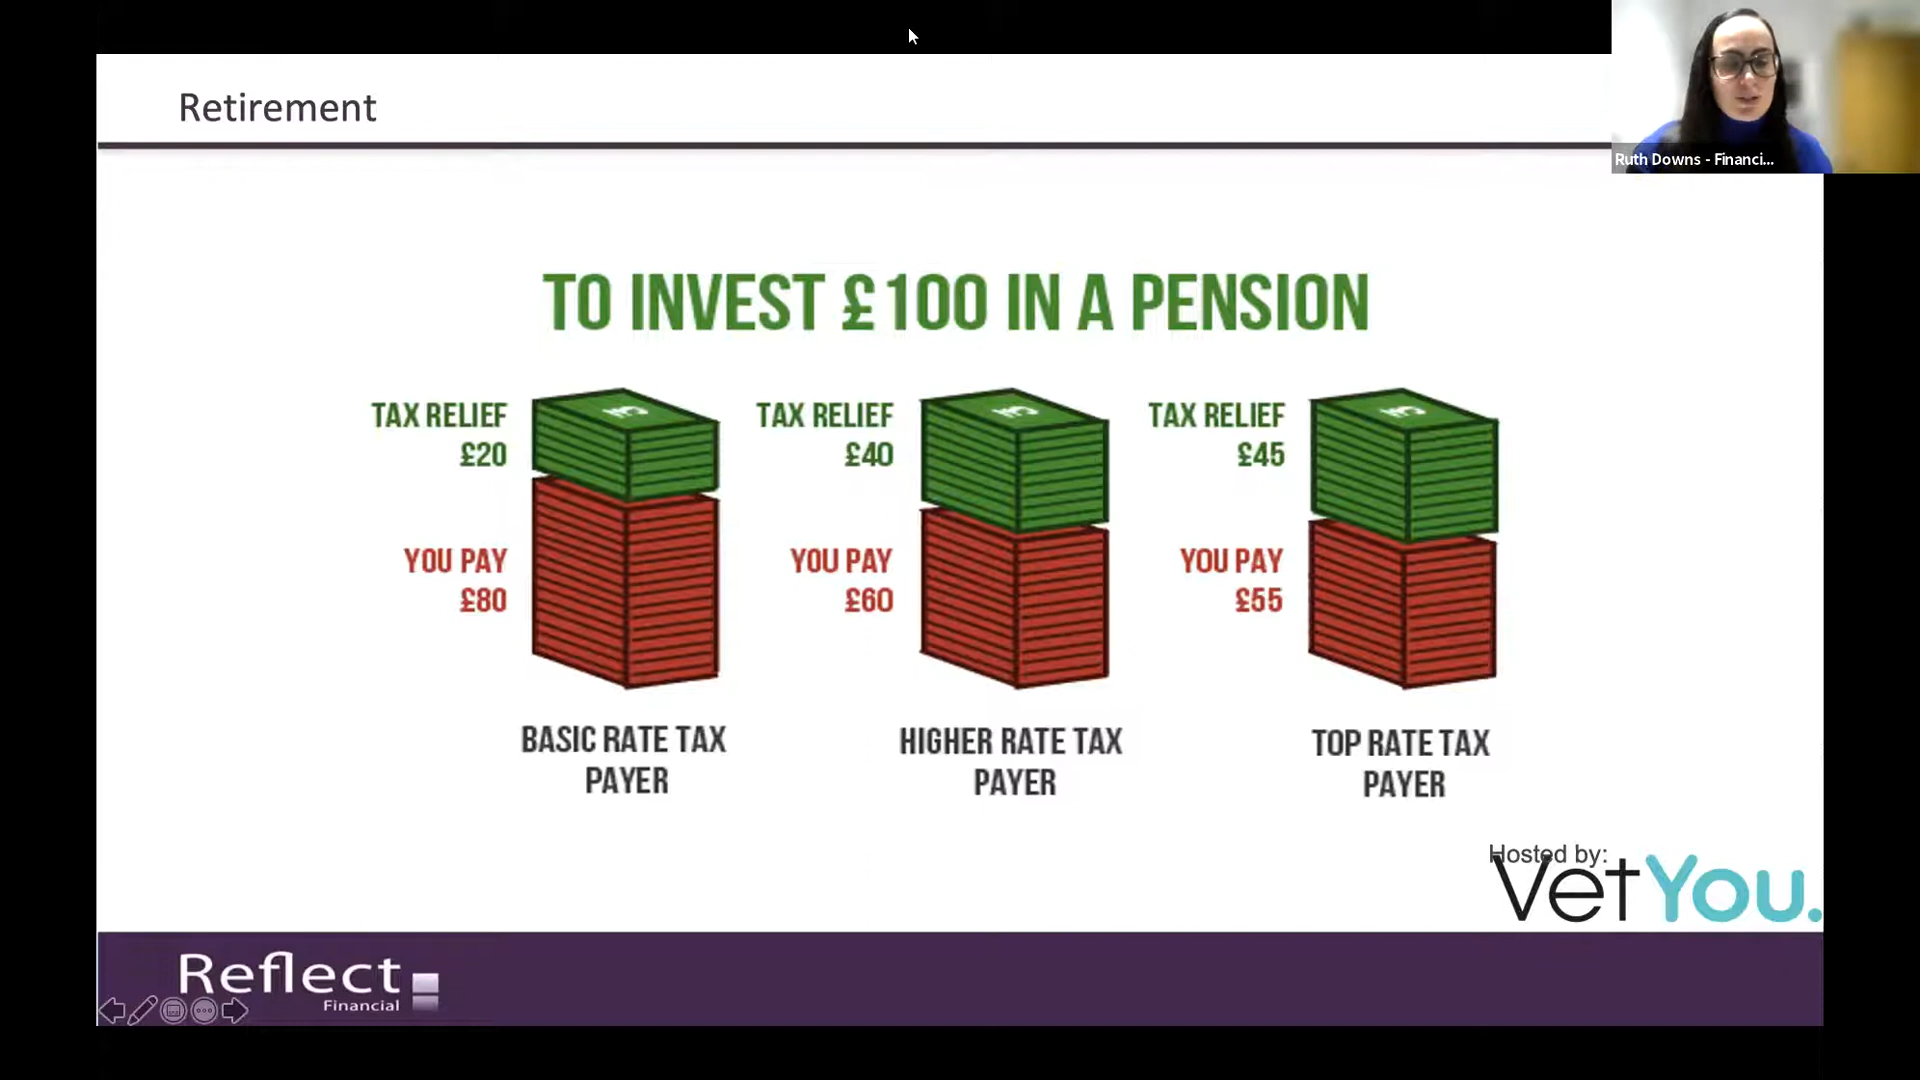 Retirement
Ruth Downs - Financi...
TO INVEST £100 IN A PENSION
TAX RELIEF
£20
YOU PAY
£80
BASIC RATE TAX
PAYER
TAX RELIEF
£40
YOU PAY
£60
HIGHER RATE TAX
PAYER
TAX RELIEF
£45
YOU PAY
£55
TOP RATE TAX
PAYER
Hosted by:
VetYou.
Reflect
Financial